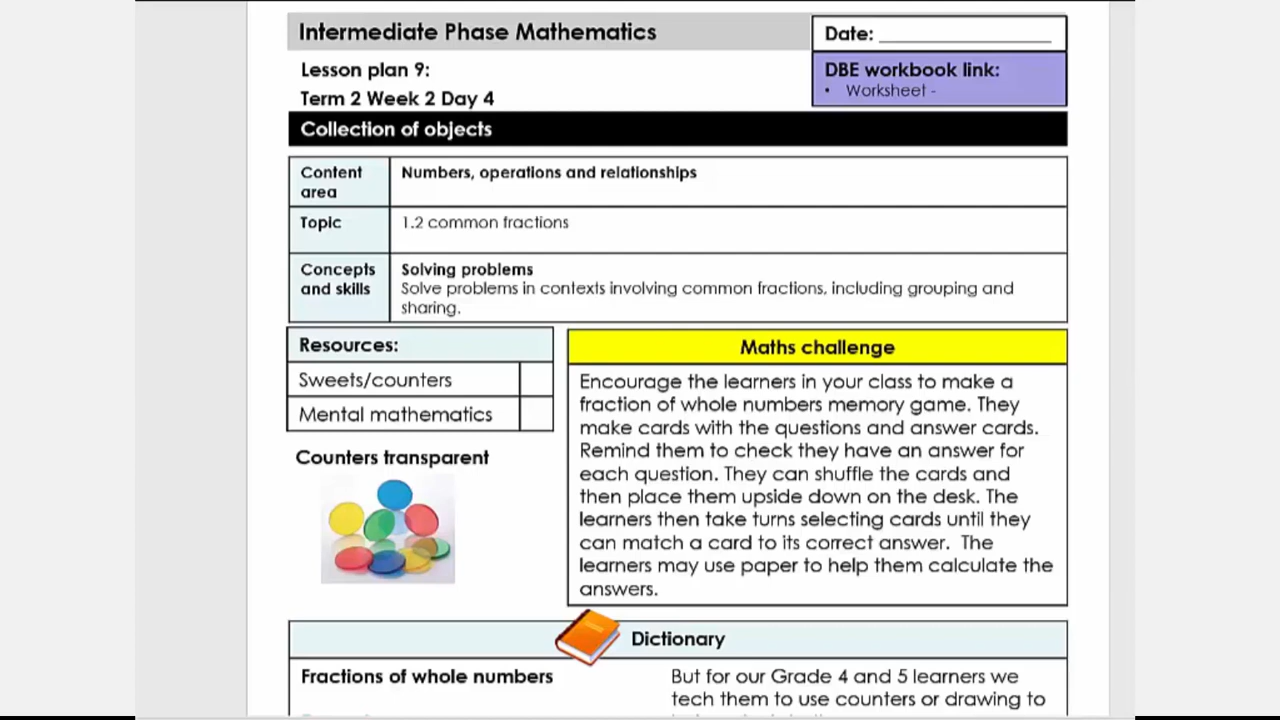 Intermediate Phase Mathematics
Date: ____________________
Lesson plan 9:
Term 2 Week 2 Day 4
DBE workbook link:
• Worksheet -
Collection of objects
Content area
Numbers, operations and relationships
Topic
1.2 common fractions
Concepts and skills
Solving problems
Solve problems in contexts involving common fractions, including grouping and
sharing.
Resources:
Sweets/counters
Mental mathematics
Counters transparent
Maths challenge
Encourage the learners in your class to make a
fraction of whole numbers memory game. They
make cards with the questions and answer cards.
Remind them to check they have an answer for
each question. They can shuffle the cards and
then place them upside down on the desk. The
learners then take turns selecting cards until they
can match a card to its correct answer. The
learners may use paper to help them calculate the
answers.
Dictionary
Fractions of whole numbers
But for our Grade 4 and 5 learners we
tech them to use counters or drawing to